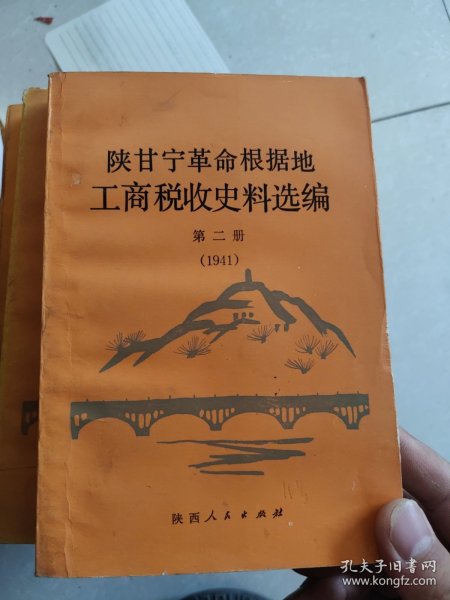 陕甘宁革命根据地
工商税收史料选编
第二册
(1941)
陕西人民出版社
孔夫子旧书网
www.kongfz.com